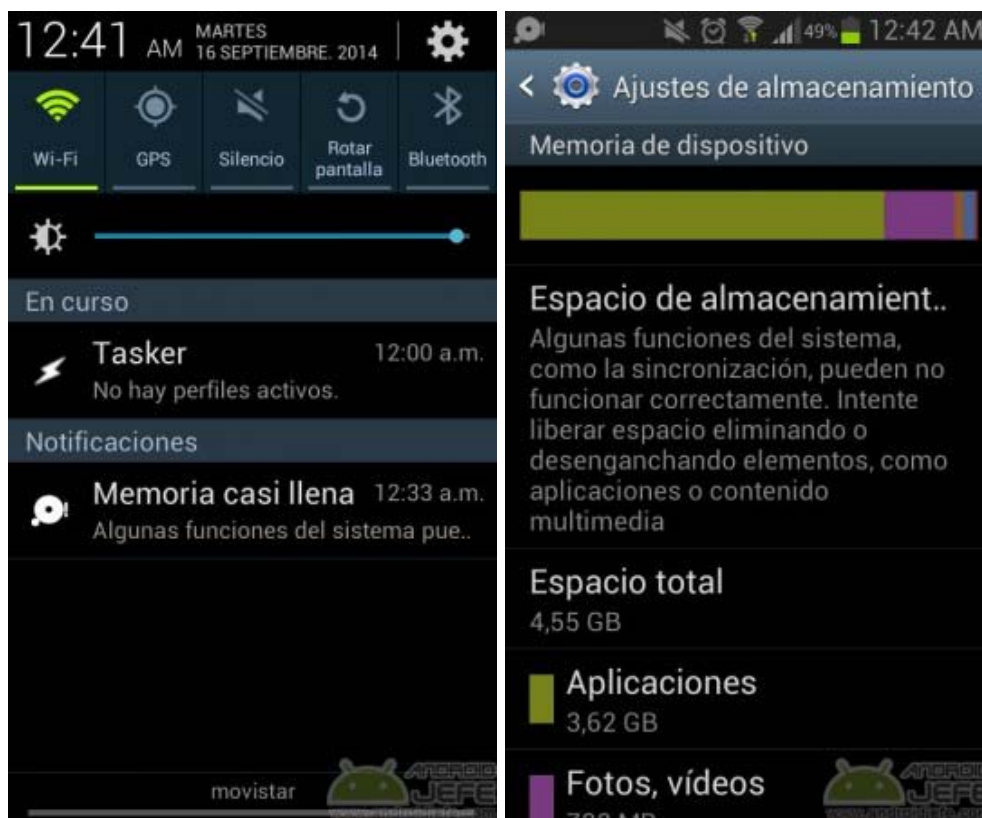 12:41 AM
MARTES
16 SEPTIEMBRE. 2014
Wi-Fi
GPS
Silencio
Rotar
pantalla
Bluetooth
En curso
Tasker 12:00 a.m.
No hay perfiles activos.
Notificaciones
Memoria casi llena 12:33 a.m.
Algunas funciones del sistema pue..
movistar
ANDROID
JEFE
49% 12:42 AM
Ajustes de almacenamiento
Memoria de dispositivo
Espacio de almacenamient..
Algunas funciones del sistema,
como la sincronización, pueden no
funcionar correctamente. Intente
liberar espacio eliminando o
desenganchando elementos, como
aplicaciones o contenido
multimedia
Espacio total
4,55 GB
Aplicaciones
3,62 GB
Fotos, vídeos
ANDROID
JEFE